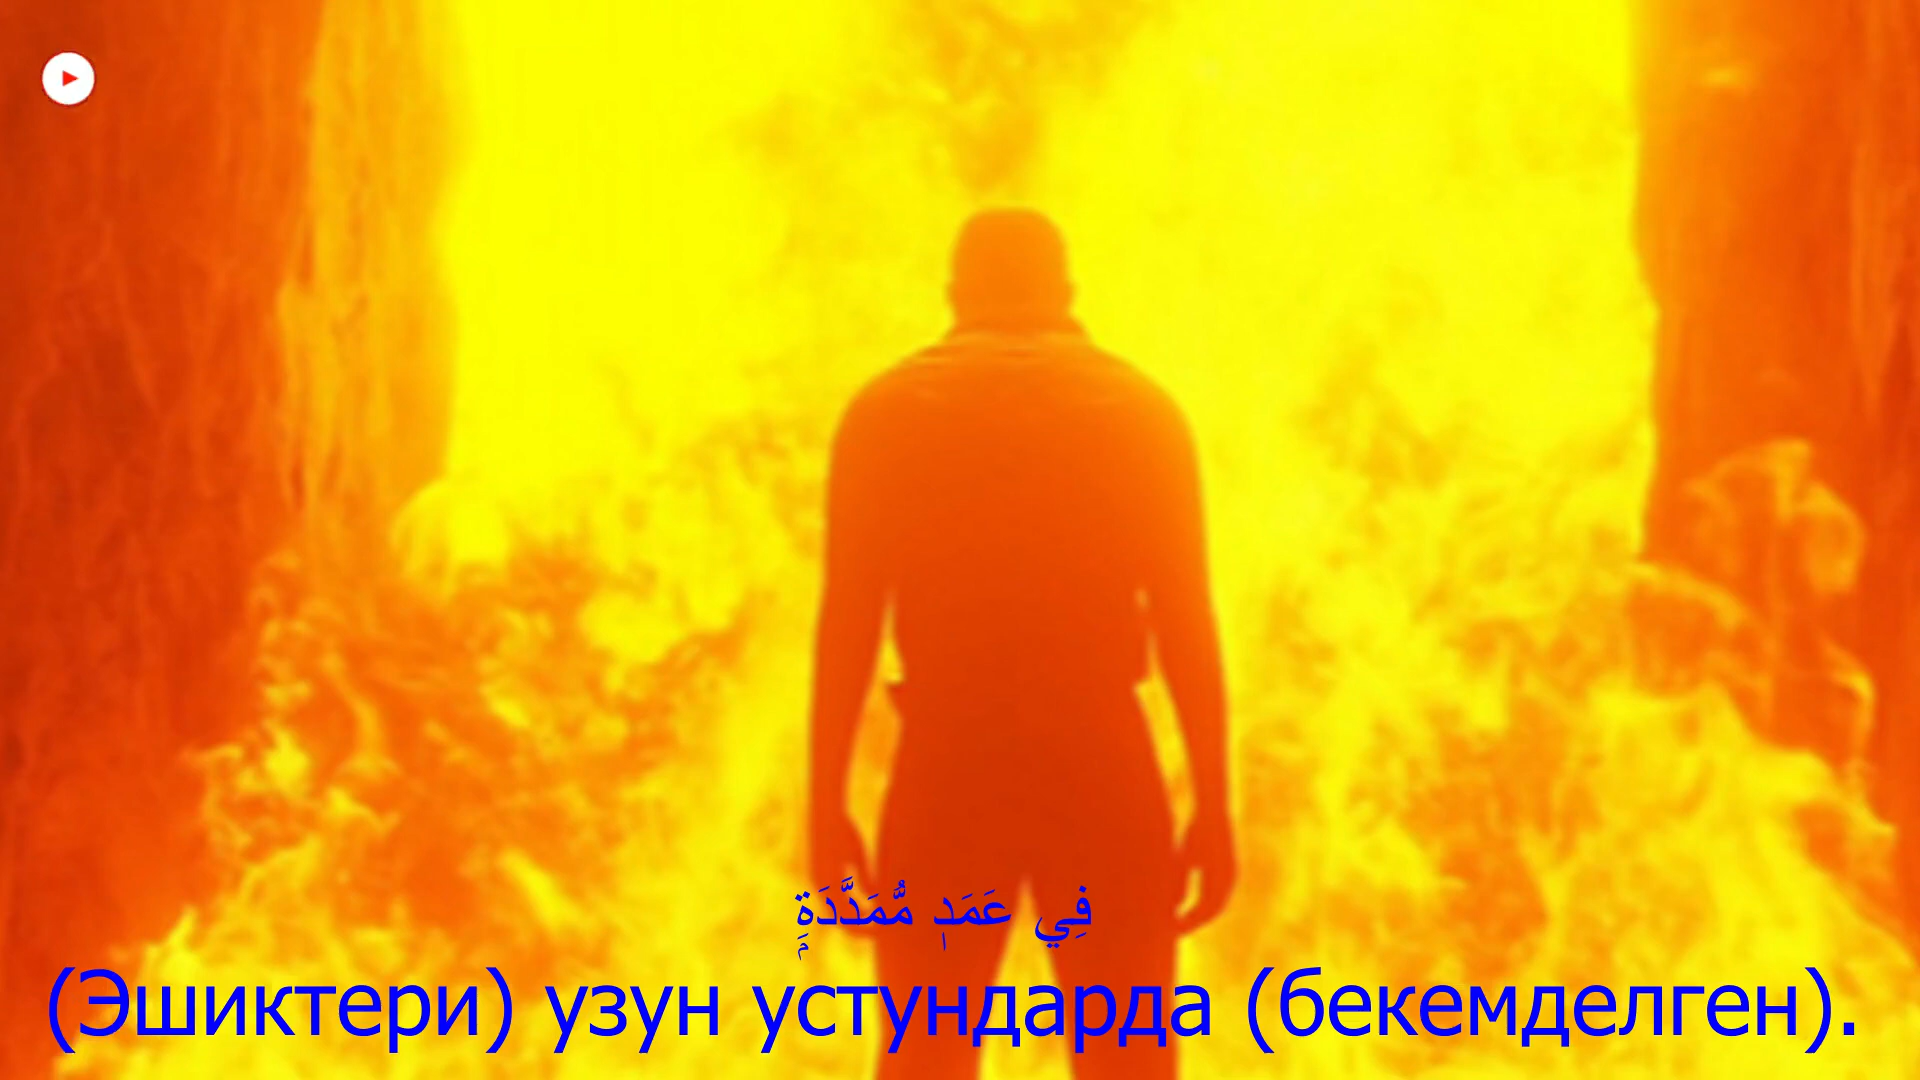 فِي عَمَدٖ مُّمَدَّدَةِۭ
(Эшиктери) узун устундарда (бекемделген).